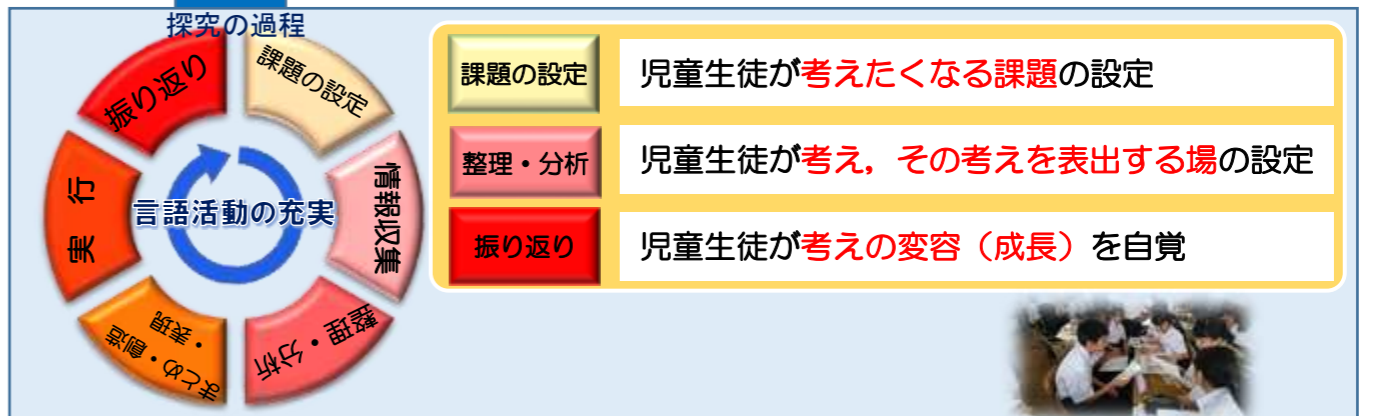 探究の過程
課題の設定
情報収集
整理・分析
まとめ・創造
・表現
実行
振り返り
言語活動の充実
課題の設定 児童生徒が考えたくなる課題の設定
整理・分析 児童生徒が考え，その考えを表出する場の設定
振り返り 児童生徒が考えの変容（成長）を自覚